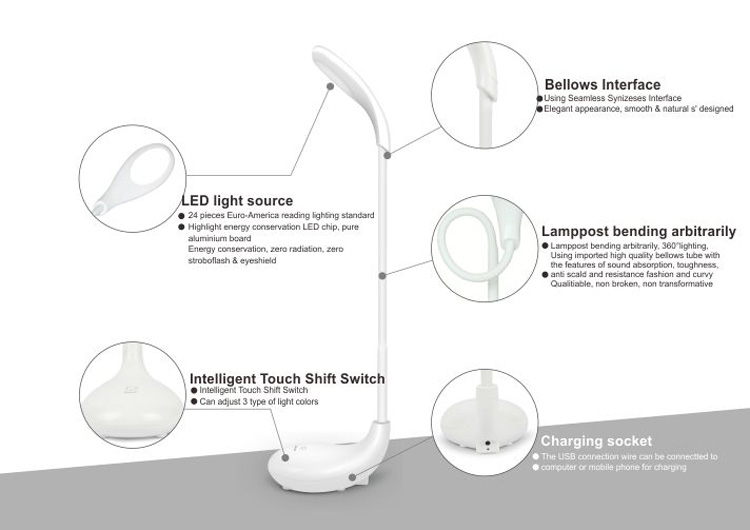 Bellows Interface
Using Seamless Synizeses Interface
Elegant appearance, smooth & natural s' designed
LED light source
24 pieces Euro-America reading lighting standard
Highlight energy conservation LED chip, pure
aluminium board
Energy conservation, zero radiation, zero
stroboflash & eyeshield
Lamppost bending arbitrarily
Lamppost bending arbitrarily, 360°lighting,
Using imported high quality bellows tube with
the features of sound absorption, toughness,
anti scald and resistance fashion and curvy
Qualitiable, non broken, non transformative
Intelligent Touch Shift Switch
Intelligent Touch Shift Switch
Can adjust 3 type of light colors
Charging socket
The USB connection wire can be connectted to
computer or mobile phone for charging